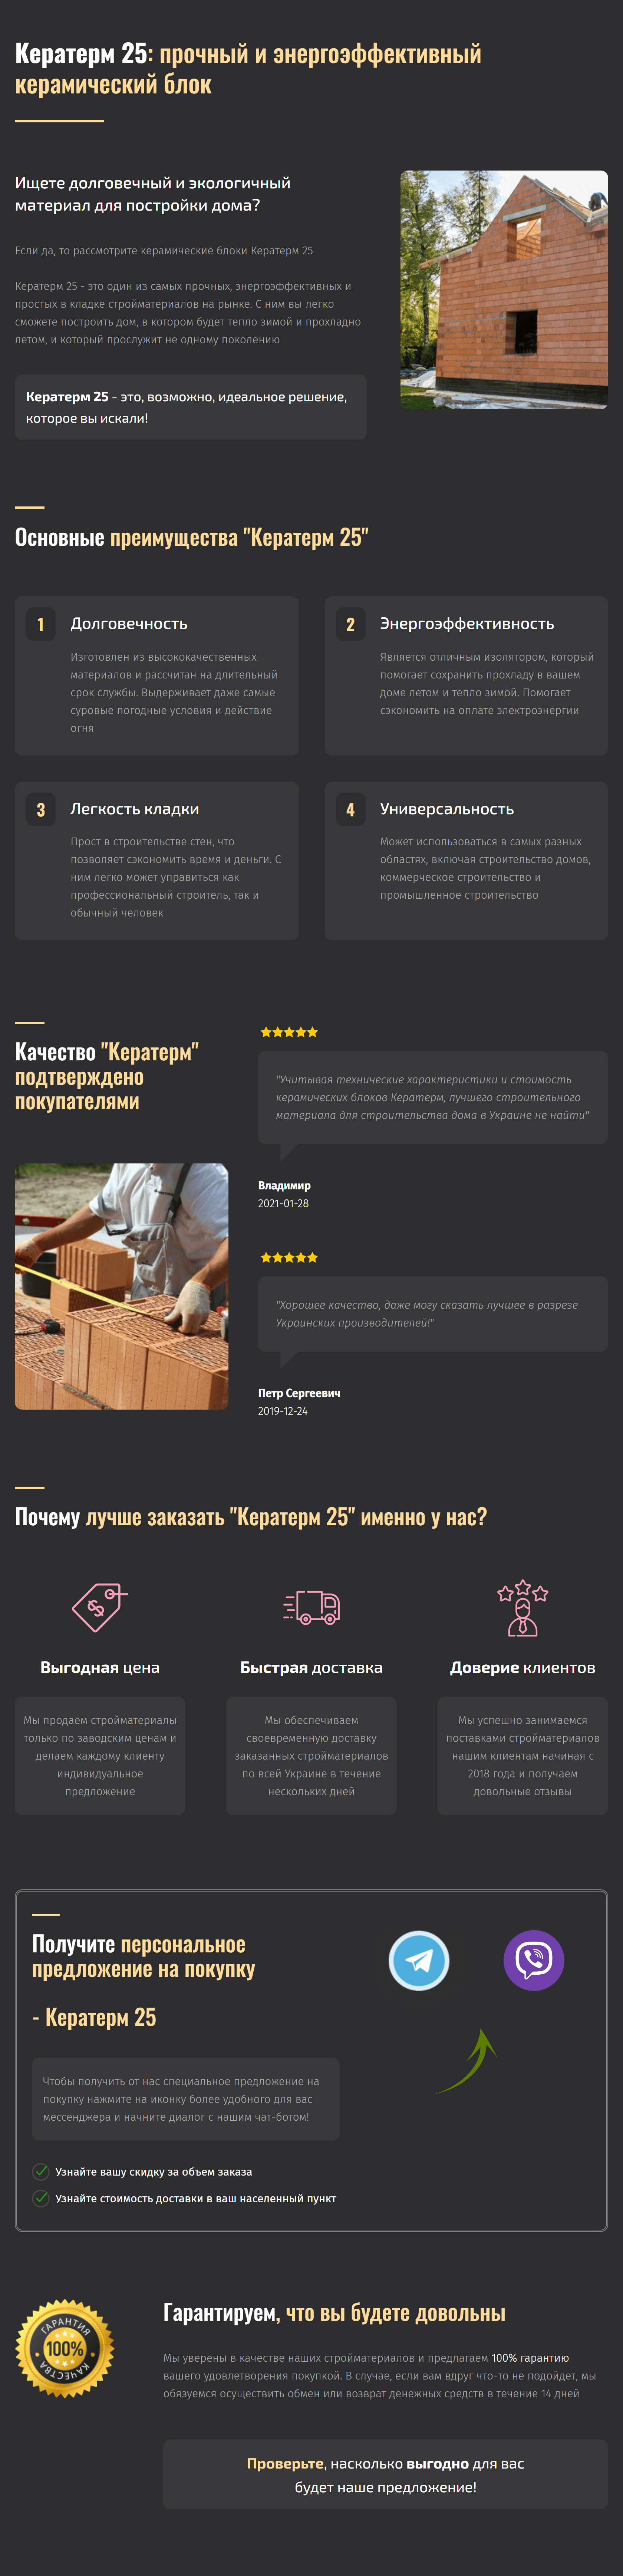 Кератерм 25: прочный и энергоэффективный
керамический блок
Ищете долговечный и экологичный
материал для постройки дома?
Если да, то рассмотрите керамические блоки Кератерм 25
Кератерм 25 - это один из самых прочных, энергоэффективных и
простых в кладке стройматериалов на рынке. С ним вы легко
сможете построить дом, в котором будет тепло зимой и прохладно
летом, и который прослужит не одному поколению
Кератерм 25 - это, возможно, идеальное решение,
которое вы искали!
Основные преимущества "Кератерм 25"
1
Долговечность
Изготовлен из высококачественных
материалов и рассчитан на длительный
срок службы. Выдерживает даже самые
суровые погодные условия и действие
огня
2
Энергоэффективность
Является отличным изолятором, который
помогает сохранить прохладу в вашем
доме летом и тепло зимой. Помогает
сэкономить на оплате электроэнергии
3
Легкость кладки
Прост в строительстве стен, что
позволяет сэкономить время и деньги. С
ним легко может управиться как
профессиональный строитель, так и
обычный человек
4
Универсальность
Может использоваться в самых разных
областях, включая строительство домов,
коммерческое строительство и
промышленное строительство
Качество "Кератерм"
подтверждено
покупателями
"Учитывая технические характеристики и стоимость
керамических блоков Кератерм, лучшего строительного
материала для строительства дома в Украине не найти"
Владимир
2021-01-28
"Хорошее качество, даже могу сказать лучшее в разрезе
Украинских производителей!"
Петр Сергеевич
2019-12-24
Почему лучше заказать "Кератерм 25" именно у нас?
Выгодная цена
Мы продаем стройматериалы
только по заводским ценам и
делаем каждому клиенту
индивидуальное
предложение
Быстрая доставка
Мы обеспечиваем
своевременную доставку
заказанных стройматериалов
по всей Украине в течение
нескольких дней
Доверие клиентов
Мы успешно занимаемся
поставками стройматериалов
нашим клиентам начиная с
2018 года и получаем
довольные отзывы
Получите персональное
предложение на покупку
- Кератерм 25
Чтобы получить от нас специальное предложение на
покупку нажмите на иконку более удобного для вас
мессенджера и начните диалог с нашим чат-ботом!
Узнайте вашу скидку за объем заказа
Узнайте стоимость доставки в ваш населенный пункт
ГАРАНТИЯ
100%
КАЧЕСТВА
Гарантируем, что вы будете довольны
Мы уверены в качестве наших стройматериалов и предлагаем 100% гарантию
вашего удовлетворения покупкой. В случае, если вам вдруг что-то не подойдет, мы
обязуемся осуществить обмен или возврат денежных средств в течение 14 дней
Проверьте, насколько выгодно для вас
будет наше предложение!